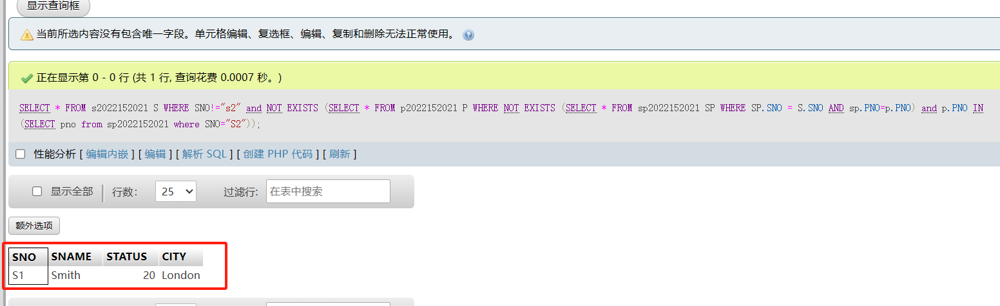 显示查询框
当前所选内容没有包含唯一字段。单元格编辑、复选框、编辑、复制和删除无法正常使用。
正在显示第 0 - 0 行 (共 1 行, 查询花费 0.0007 秒。)
SELECT * FROM s2022152021 S WHERE SNO!="s2" and NOT EXISTS (SELECT * FROM p2022152021 P WHERE NOT EXISTS (SELECT * FROM sp2022152021 SP WHERE SP.SNO = S.SNO AND sp.PNO=p.PNO) and p.PNO IN
(SELECT pno from sp2022152021 where SNO="S2"));
性能分析 [ 编辑内嵌 ] [ 编辑 ] [ 解析 SQL ] [ 创建 PHP 代码 ] [ 刷新 ]
显示全部 行数： 25 过滤行: 在表中搜索
额外选项
SNO SNAME STATUS CITY
S1 Smith 20 London